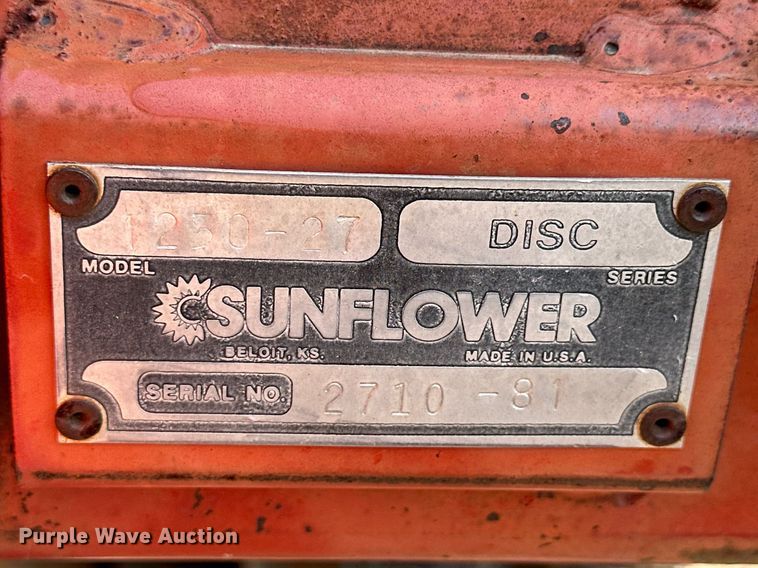 1250-27 DISC
MODEL SERIES
SUNFLOWER
BELOIT, KS. MADE IN U.S.A.
SERIAL NO. 2710 -81
Purple Wave Auction